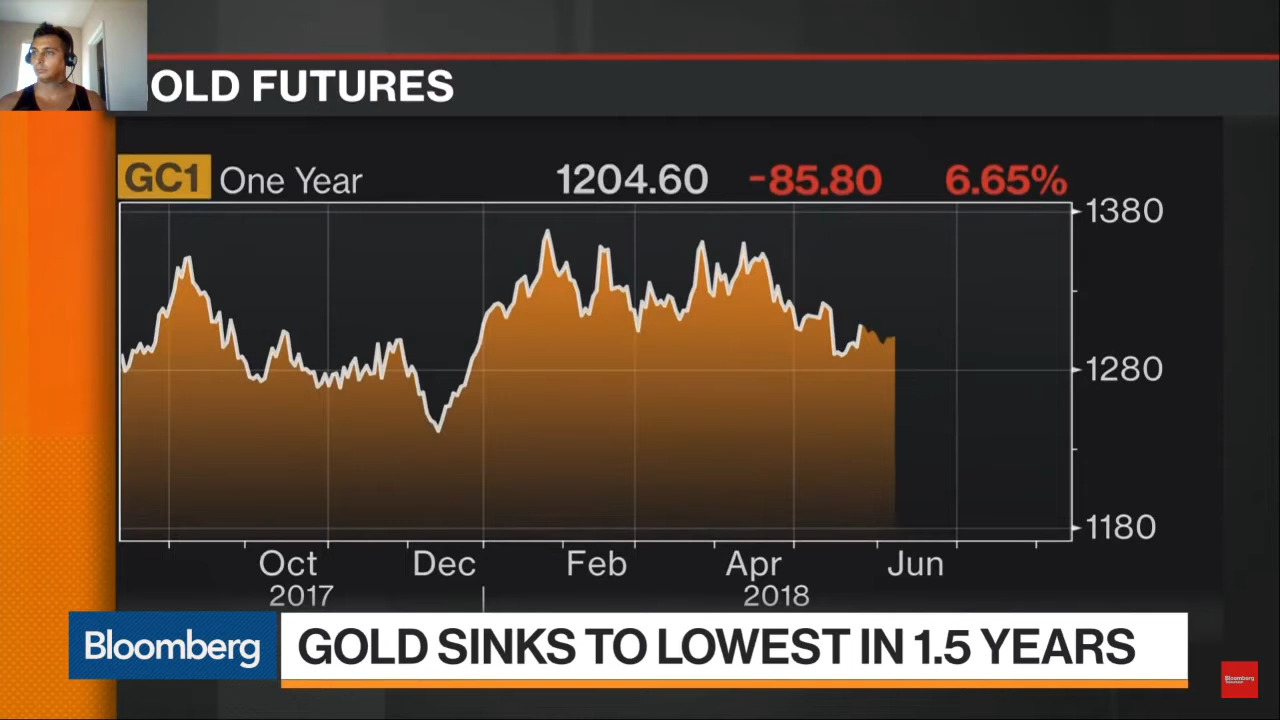 OLD FUTURES
GC1 One Year 1204.60 -85.80 6.65%
1380
1280
1180
Oct Dec Feb Apr Jun
2017 2018
Bloomberg GOLD SINKS TO LOWEST IN 1.5 YEARS
Bloomberg